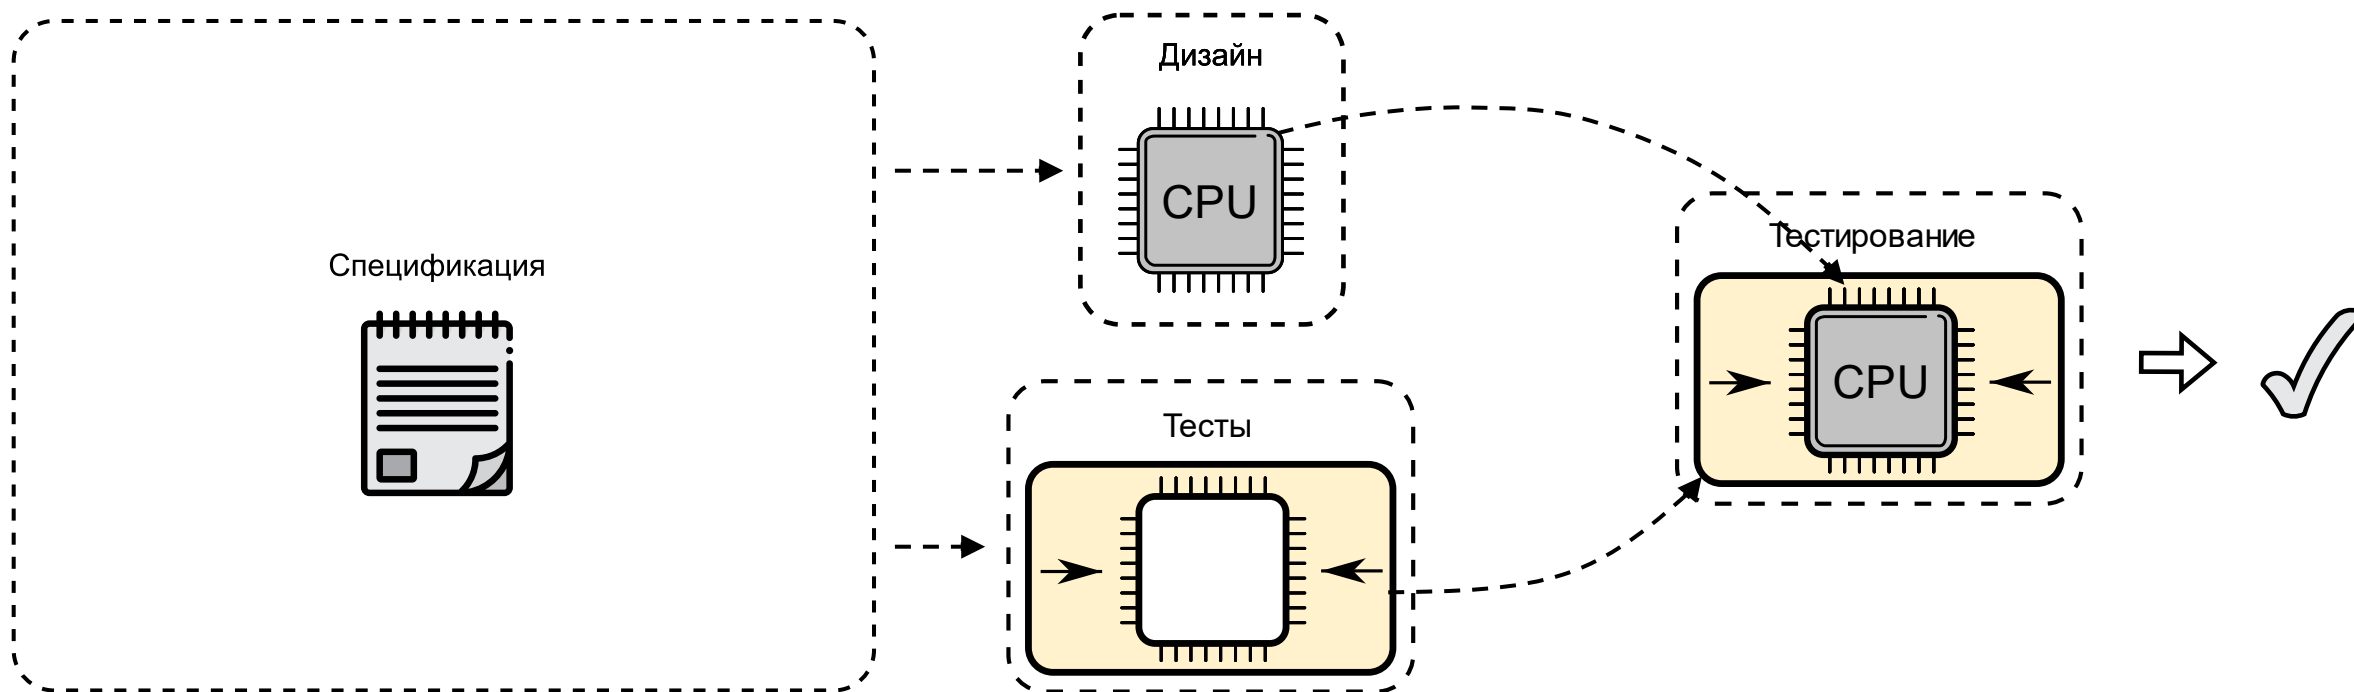 Дизайн
CPU
Спецификация
Тестирование
CPU
Тесты